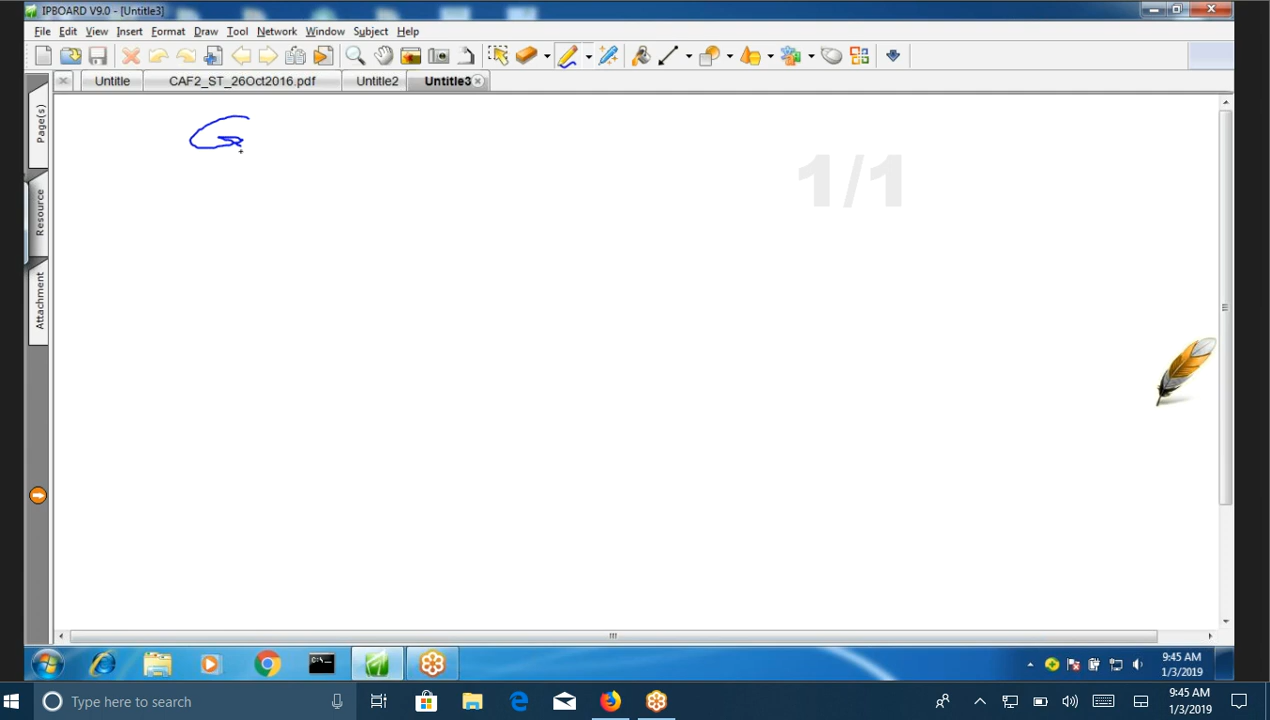 IPBOARD V9.0 - [Untitle3]
File Edit View Insert Format Draw Tool Network Window Subject Help
Untitle CAF2_ST_26Oct2016.pdf Untitle2 Untitle3
Page(s)
Resource
Attachment
G
1/1
9:45 AM
1/3/2019
Type here to search
9:45 AM
1/3/2019